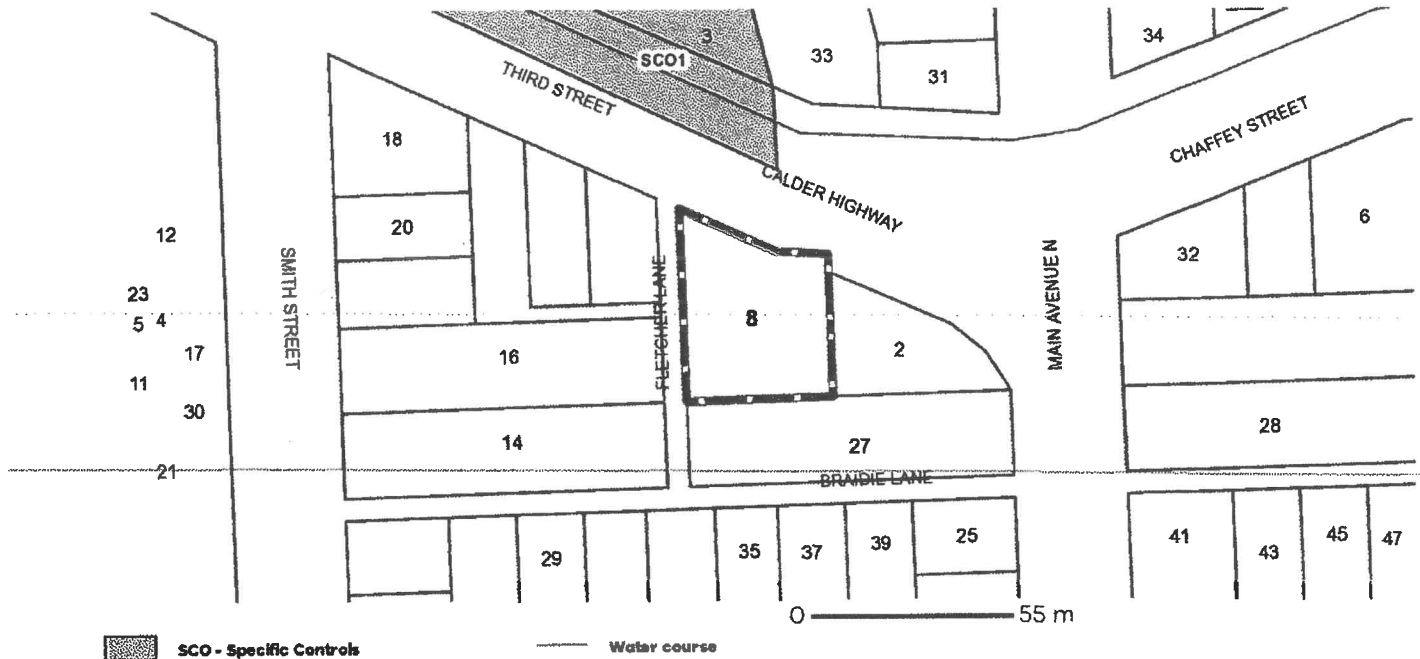 3
33
34
SCO1
31
THIRD STREET
18
CHAFFEY STREET
CALDER HIGHWAY
6
12
20
32
SMITH STREET
FLETCHER LANE
MAIN AVENUE N
23
5 4
8
17
16
2
11
30
14
27
28
21
BRAIDIE LANE
29
35
37
39
25
41
43
45
47
0 55 m
SCO - Specific Controls
Water course